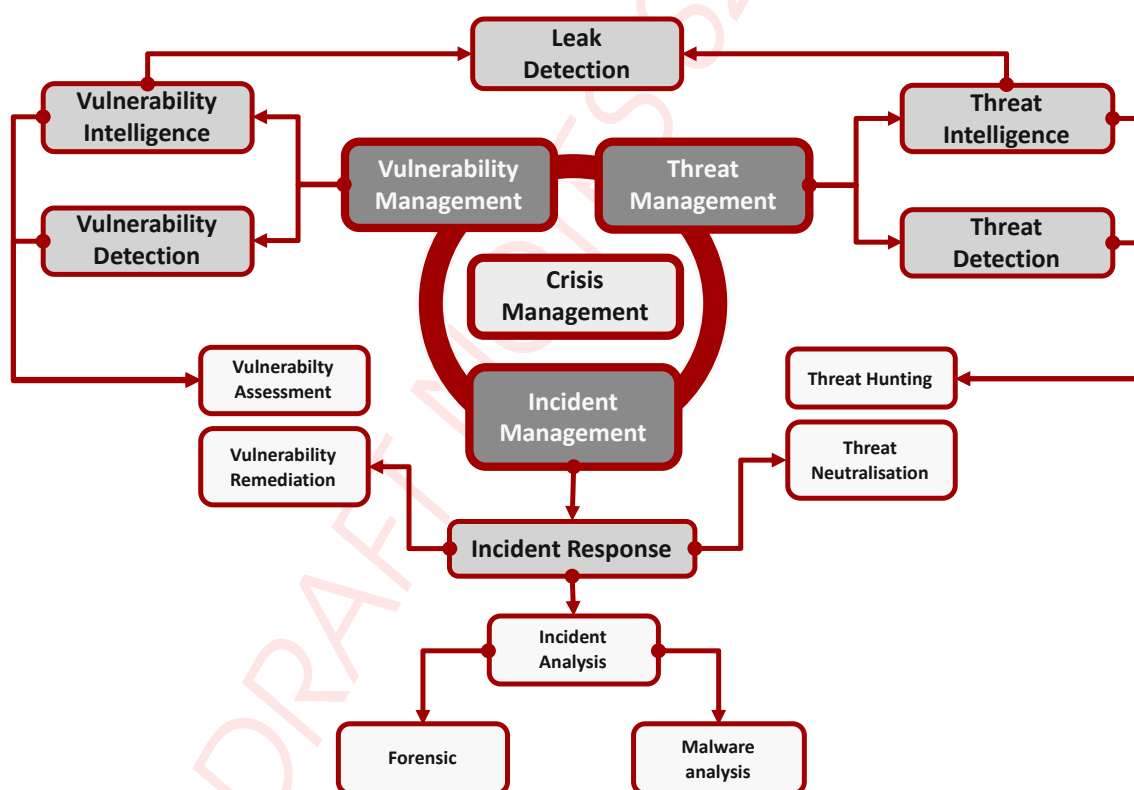 Leak
Detection
Vulnerability
Intelligence
Threat
Intelligence
Vulnerability
Management
Threat
Management
Vulnerability
Detection
Threat
Detection
Crisis
Management
Vulnerabilty
Assessment
Threat Hunting
Incident
Management
Vulnerability
Remediation
Threat
Neutralisation
Incident Response
Incident
Analysis
Forensic
Malware
analysis
DRAFT